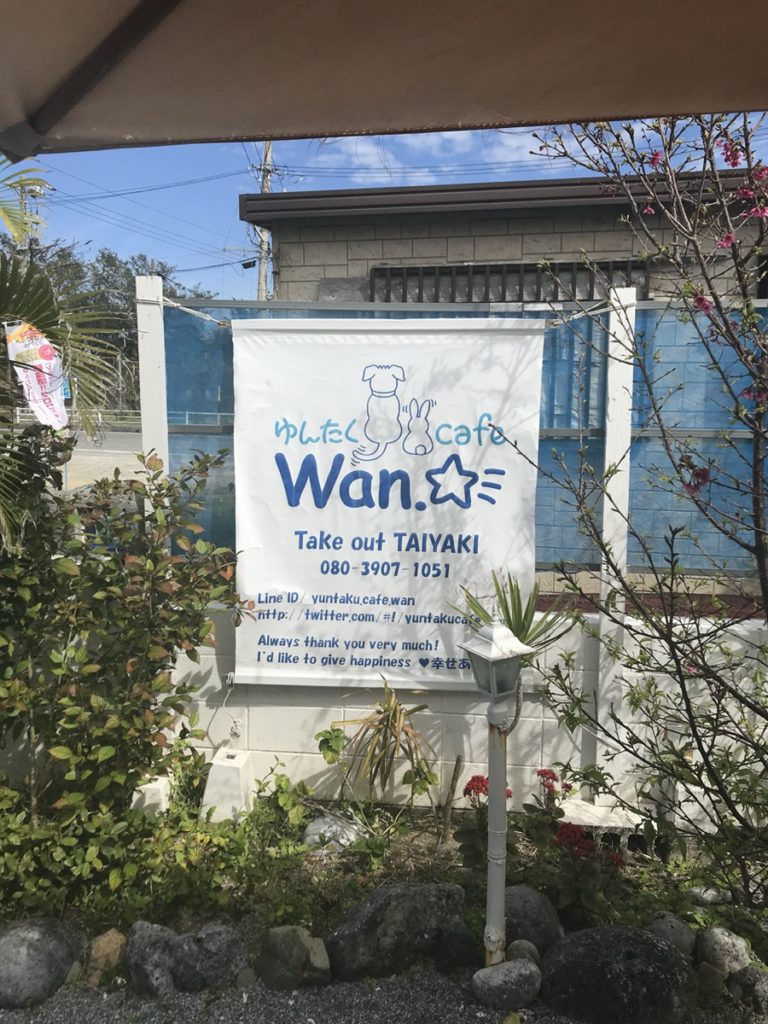 ゆんたく cafe
Wan.☆
Take out TAIYAKI
080-3907-1051
Line ID/ yuntaku.cafe.wan
http://twitter.com/#!/yuntakucafe
Always thank you very much!
I'd like to give happiness ♥幸せあ